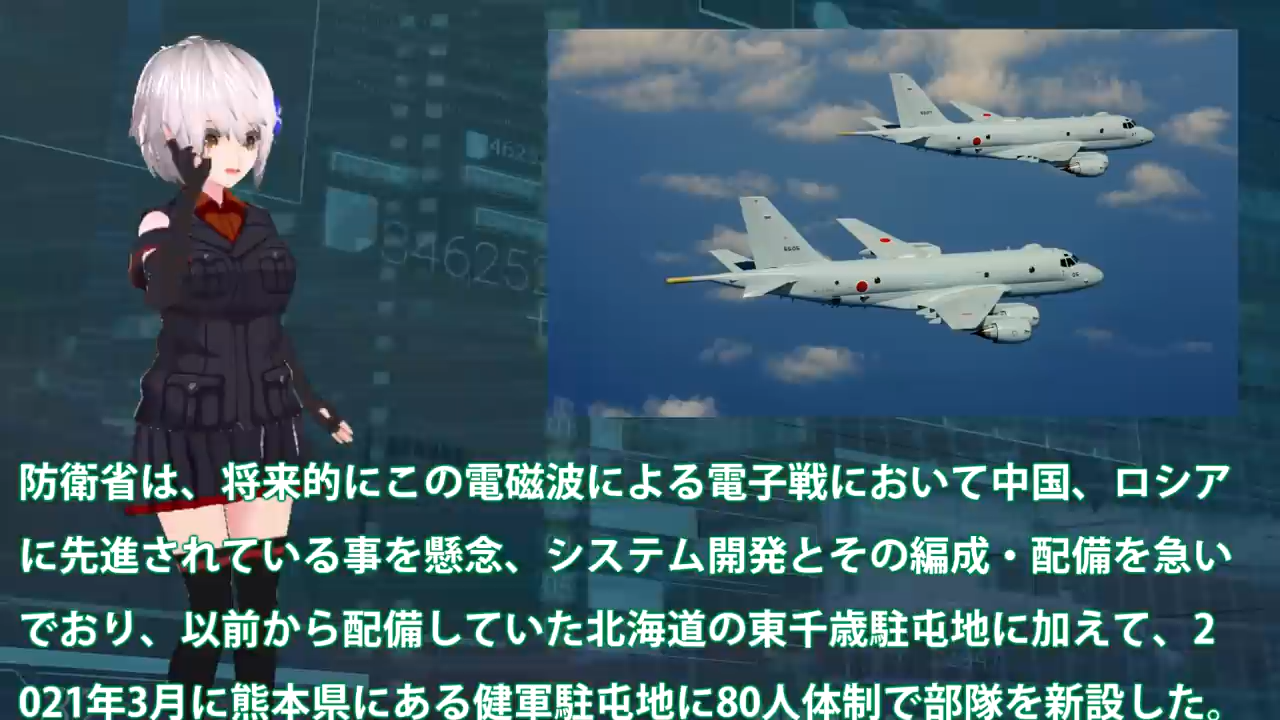 346252
防衛省は、将来的にこの電磁波による電子戦において中国、ロシア
に先進されている事を懸念、システム開発とその編成・配備を急い
でおり、以前から配備していた北海道の東千歳駐屯地に加えて、2
021年3月に熊本県にある健軍駐屯地に80人体制で部隊を新設した。